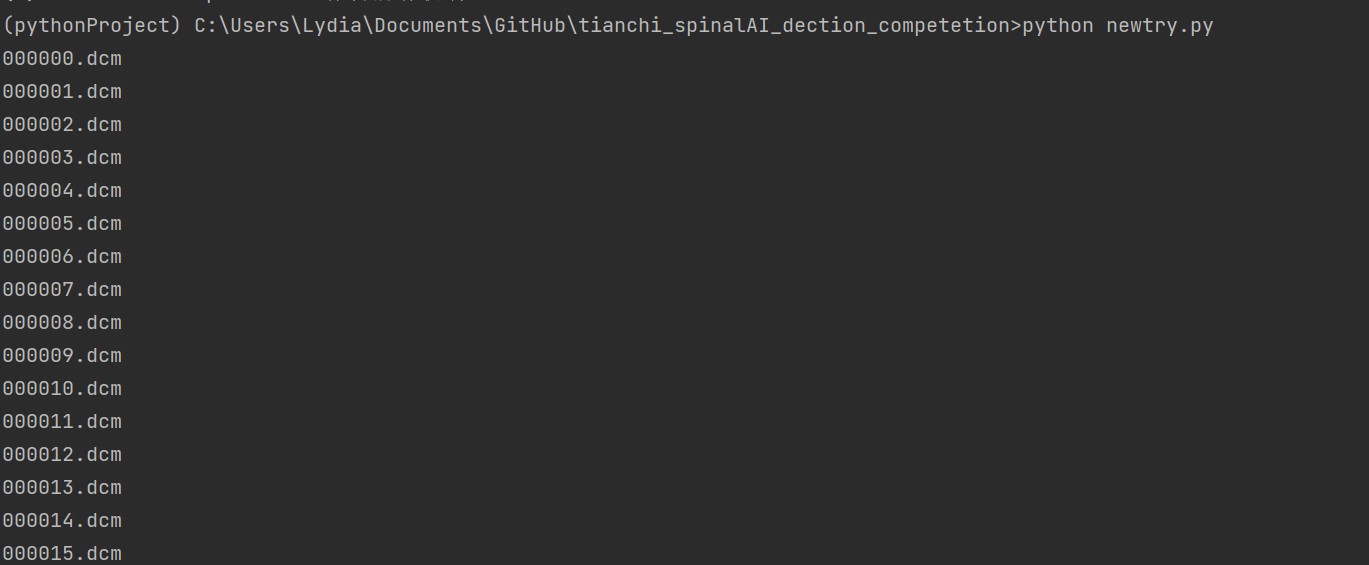 (pythonProject) C:\Users\Lydia\Documents\GitHub\tianchi_spinalAI_dection_competetion>python newtry.py
000000.dcm
000001.dcm
000002.dcm
000003.dcm
000004.dcm
000005.dcm
000006.dcm
000007.dcm
000008.dcm
000009.dcm
000010.dcm
000011.dcm
000012.dcm
000013.dcm
000014.dcm
000015.dcm